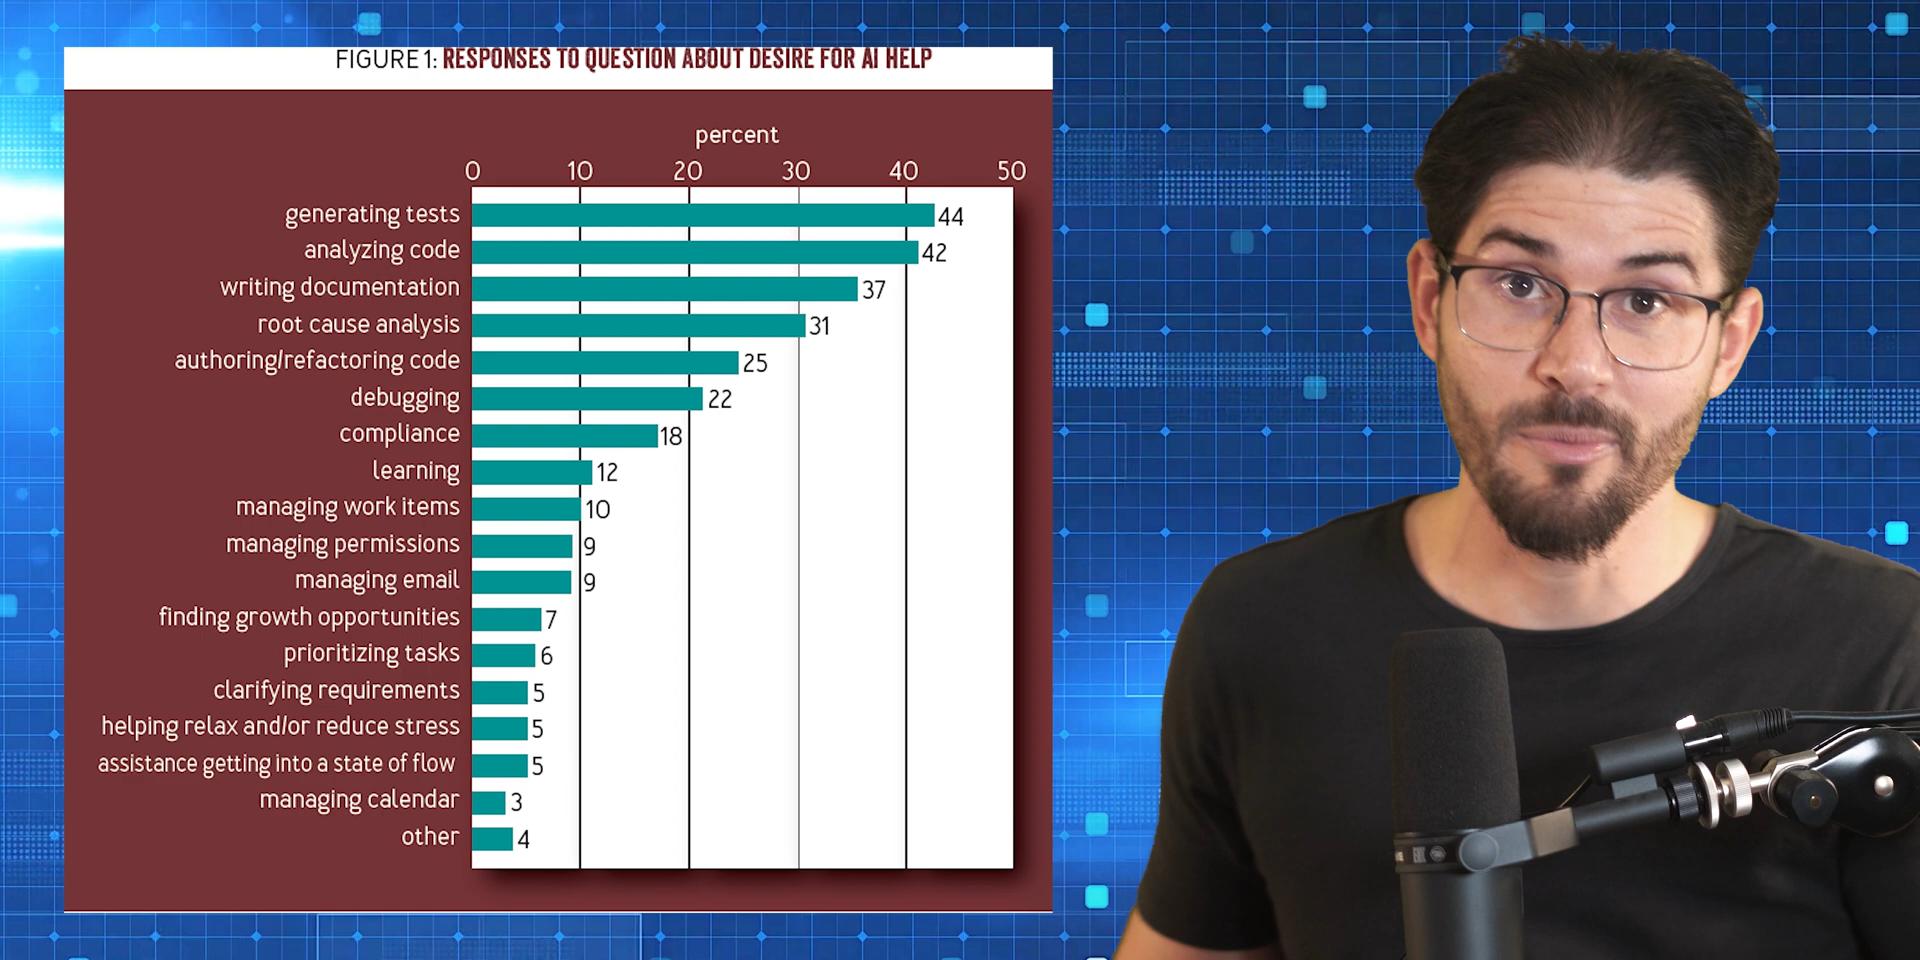 FIGURE 1: RESPONSES TO QUESTION ABOUT DESIRE FOR AI HELP
percent
0 10 20 30 40 50
generating tests 44
analyzing code 42
writing documentation 37
root cause analysis 31
authoring/refactoring code 25
debugging 22
compliance 18
learning 12
managing work items 10
managing permissions 9
managing email 9
finding growth opportunities 7
prioritizing tasks 6
clarifying requirements 5
helping relax and/or reduce stress 5
assistance getting into a state of flow 5
managing calendar 3
other 4